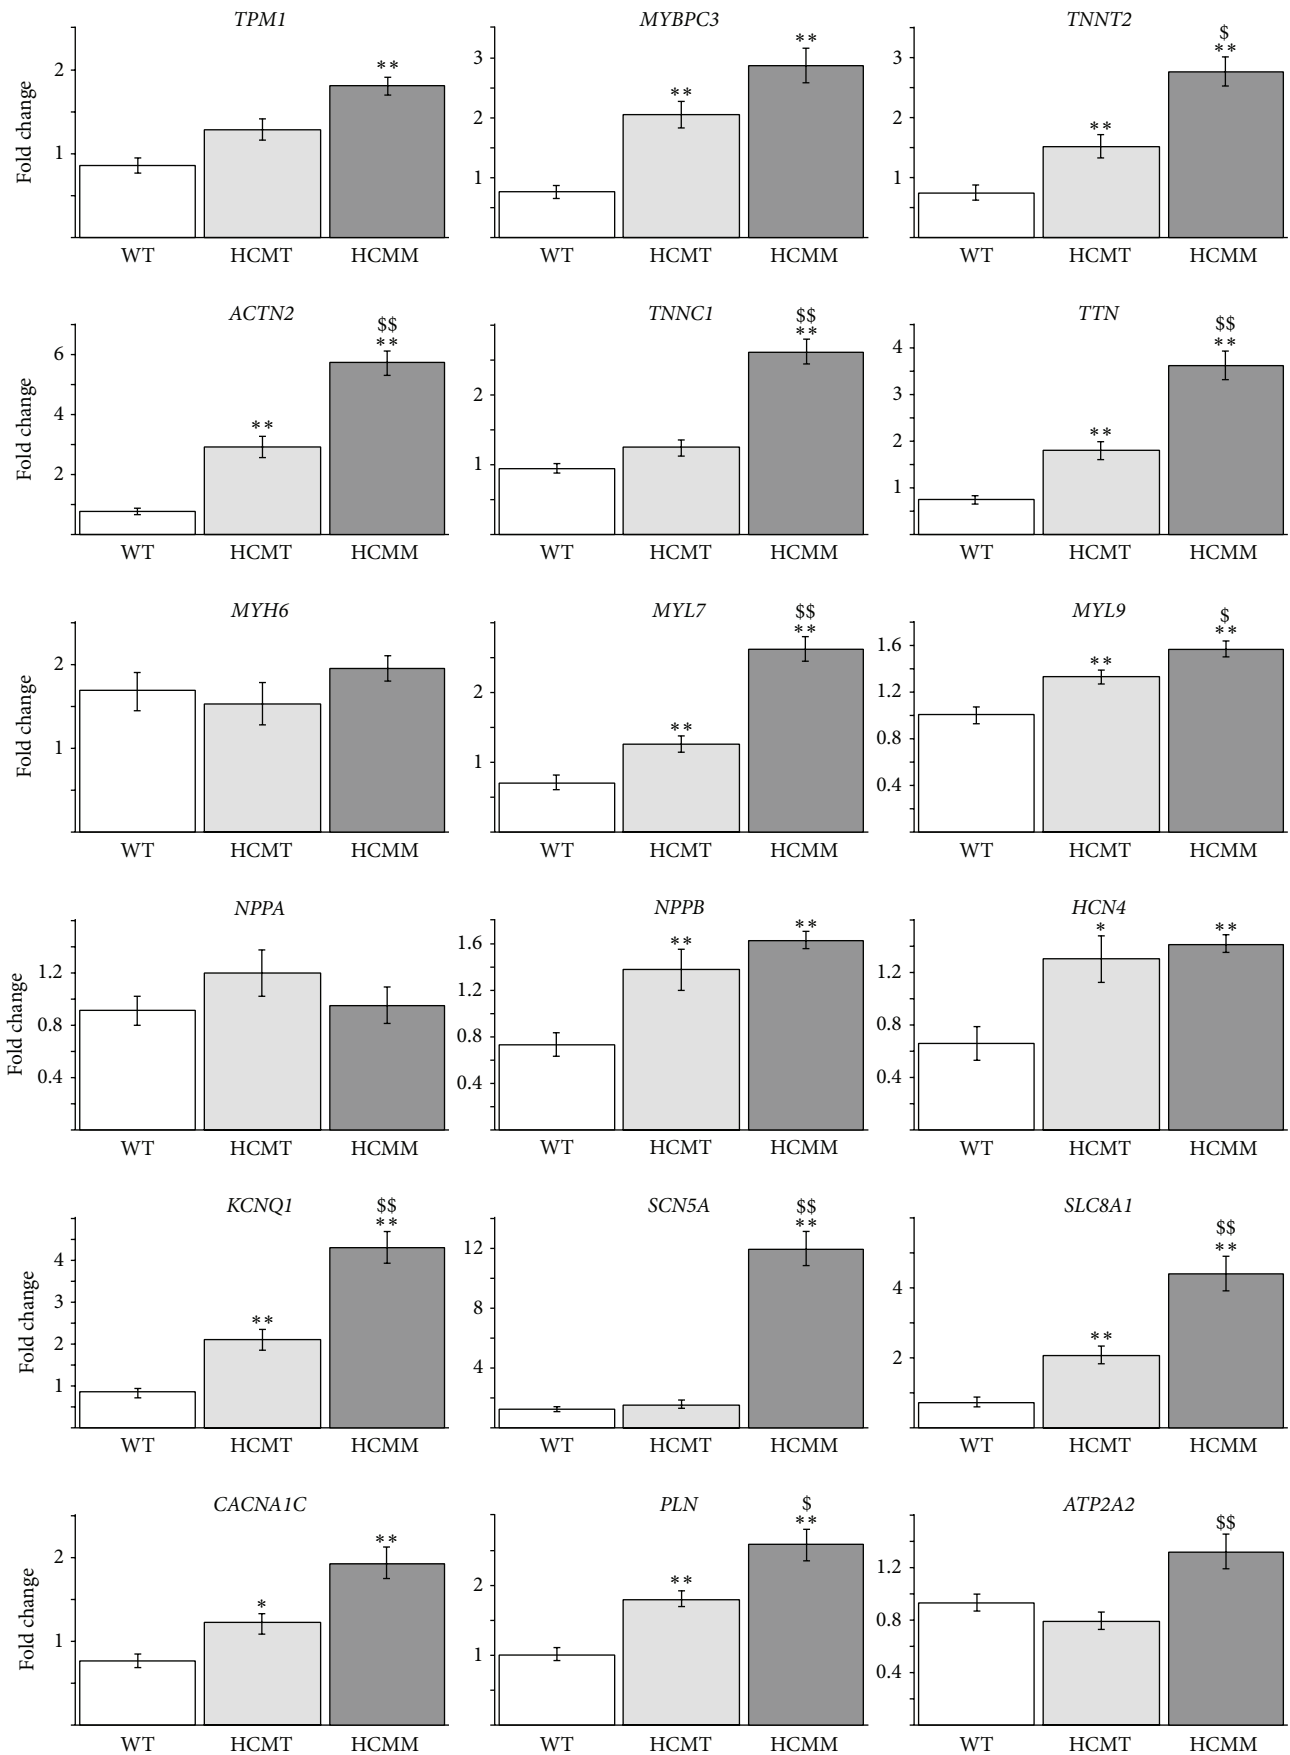 TPM1 MYBPC3 TNNT2
Fold change
2
1
**
WT HCMT HCMM
3
2
1
** **
WT HCMT HCMM
3
2
1
**
$
**
WT HCMT HCMM
ACTN2 TNNC1 TTN
Fold change
6
4
2
**
$$
**
WT HCMT HCMM
2
1
$$
**
WT HCMT HCMM
4
3
2
1
**
$$
**
WT HCMT HCMM
MYH6 MYL7 MYL9
Fold change
2
1
WT HCMT HCMM
2
1
**
$$
**
WT HCMT HCMM
1.6
1.2
0.8
0.4
**
$
**
WT HCMT HCMM
NPPA NPPB HCN4
Fold change
1.2
0.8
0.4
WT HCMT HCMM
1.6
1.2
0.8
0.4
** **
WT HCMT HCMM
1.2
0.8
0.4
* **
WT HCMT HCMM
KCNQ1 SCN5A SLC8A1
Fold change
4
3
2
1
**
$$
**
WT HCMT HCMM
12
8
4
$$
**
WT HCMT HCMM
4
2
**
$$
**
WT HCMT HCMM
CACNA1C PLN ATP2A2
Fold change
2
1
* **
WT HCMT HCMM
2
1
**
$
**
WT HCMT HCMM
1.2
0.8
0.4
$$
WT HCMT HCMM